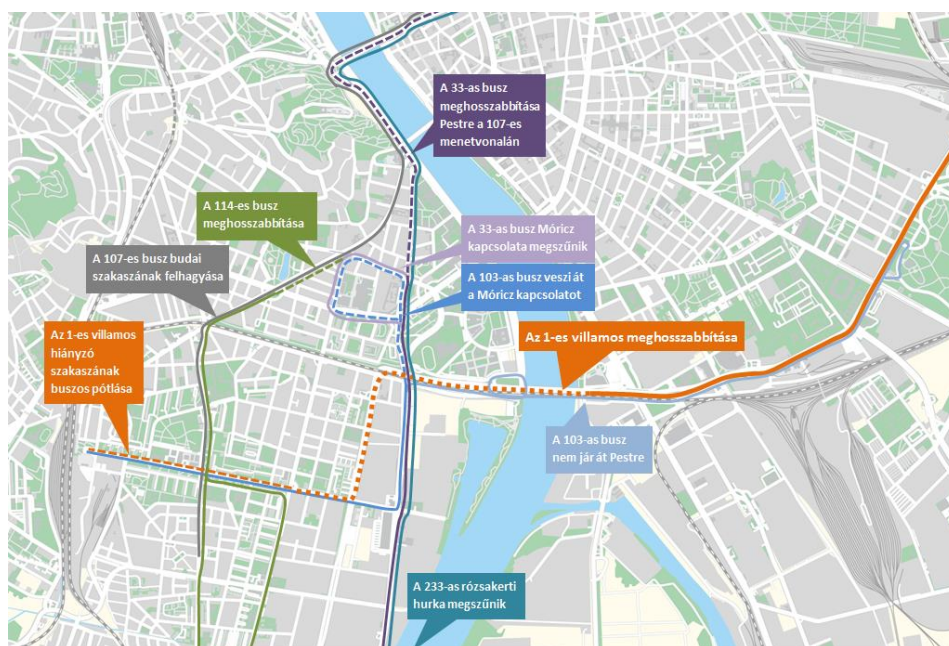 A 33-as busz
meghosszabbítása
Pestre a 107-es
menetvonalán
A 114-es busz
meghosszabbítása
A 33-as busz Móricz
kapcsolata megszűnik
A 107-es busz budai
szakaszának felhagyása
A 103-as busz veszi át
a Móricz kapcsolatot
Az 1-es villamos
hiányzó
szakaszának
buszos pótlása
Az 1-es villamos meghosszabbítása
A 103-as busz
nem jár át Pestre
A 233-as rózsakerti
hurka megszűnik